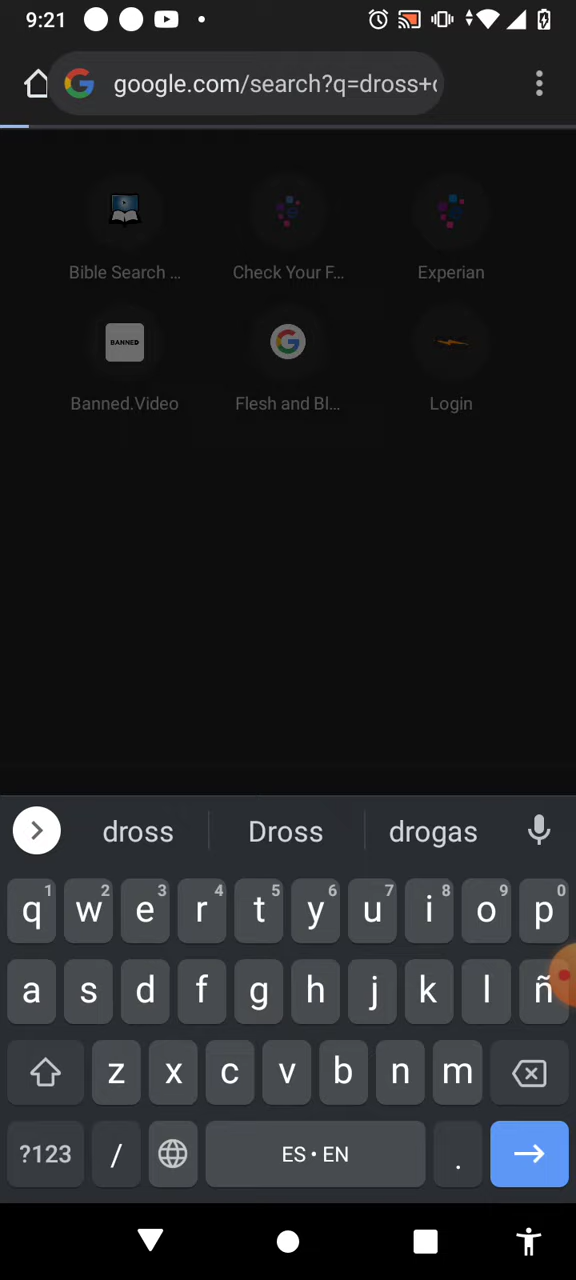 9:21
google.com/search?q=dross+
Bible Search ... Check Your F... Experian
BANNED
Banned.Video Flesh and Bl... Login
dross Dross drogas
1 2 3 4 5 6 7 8 9 0
q w e r t y u i o p
a s d f g h j k l ñ
z x c v b n m
?123 / ES • EN .